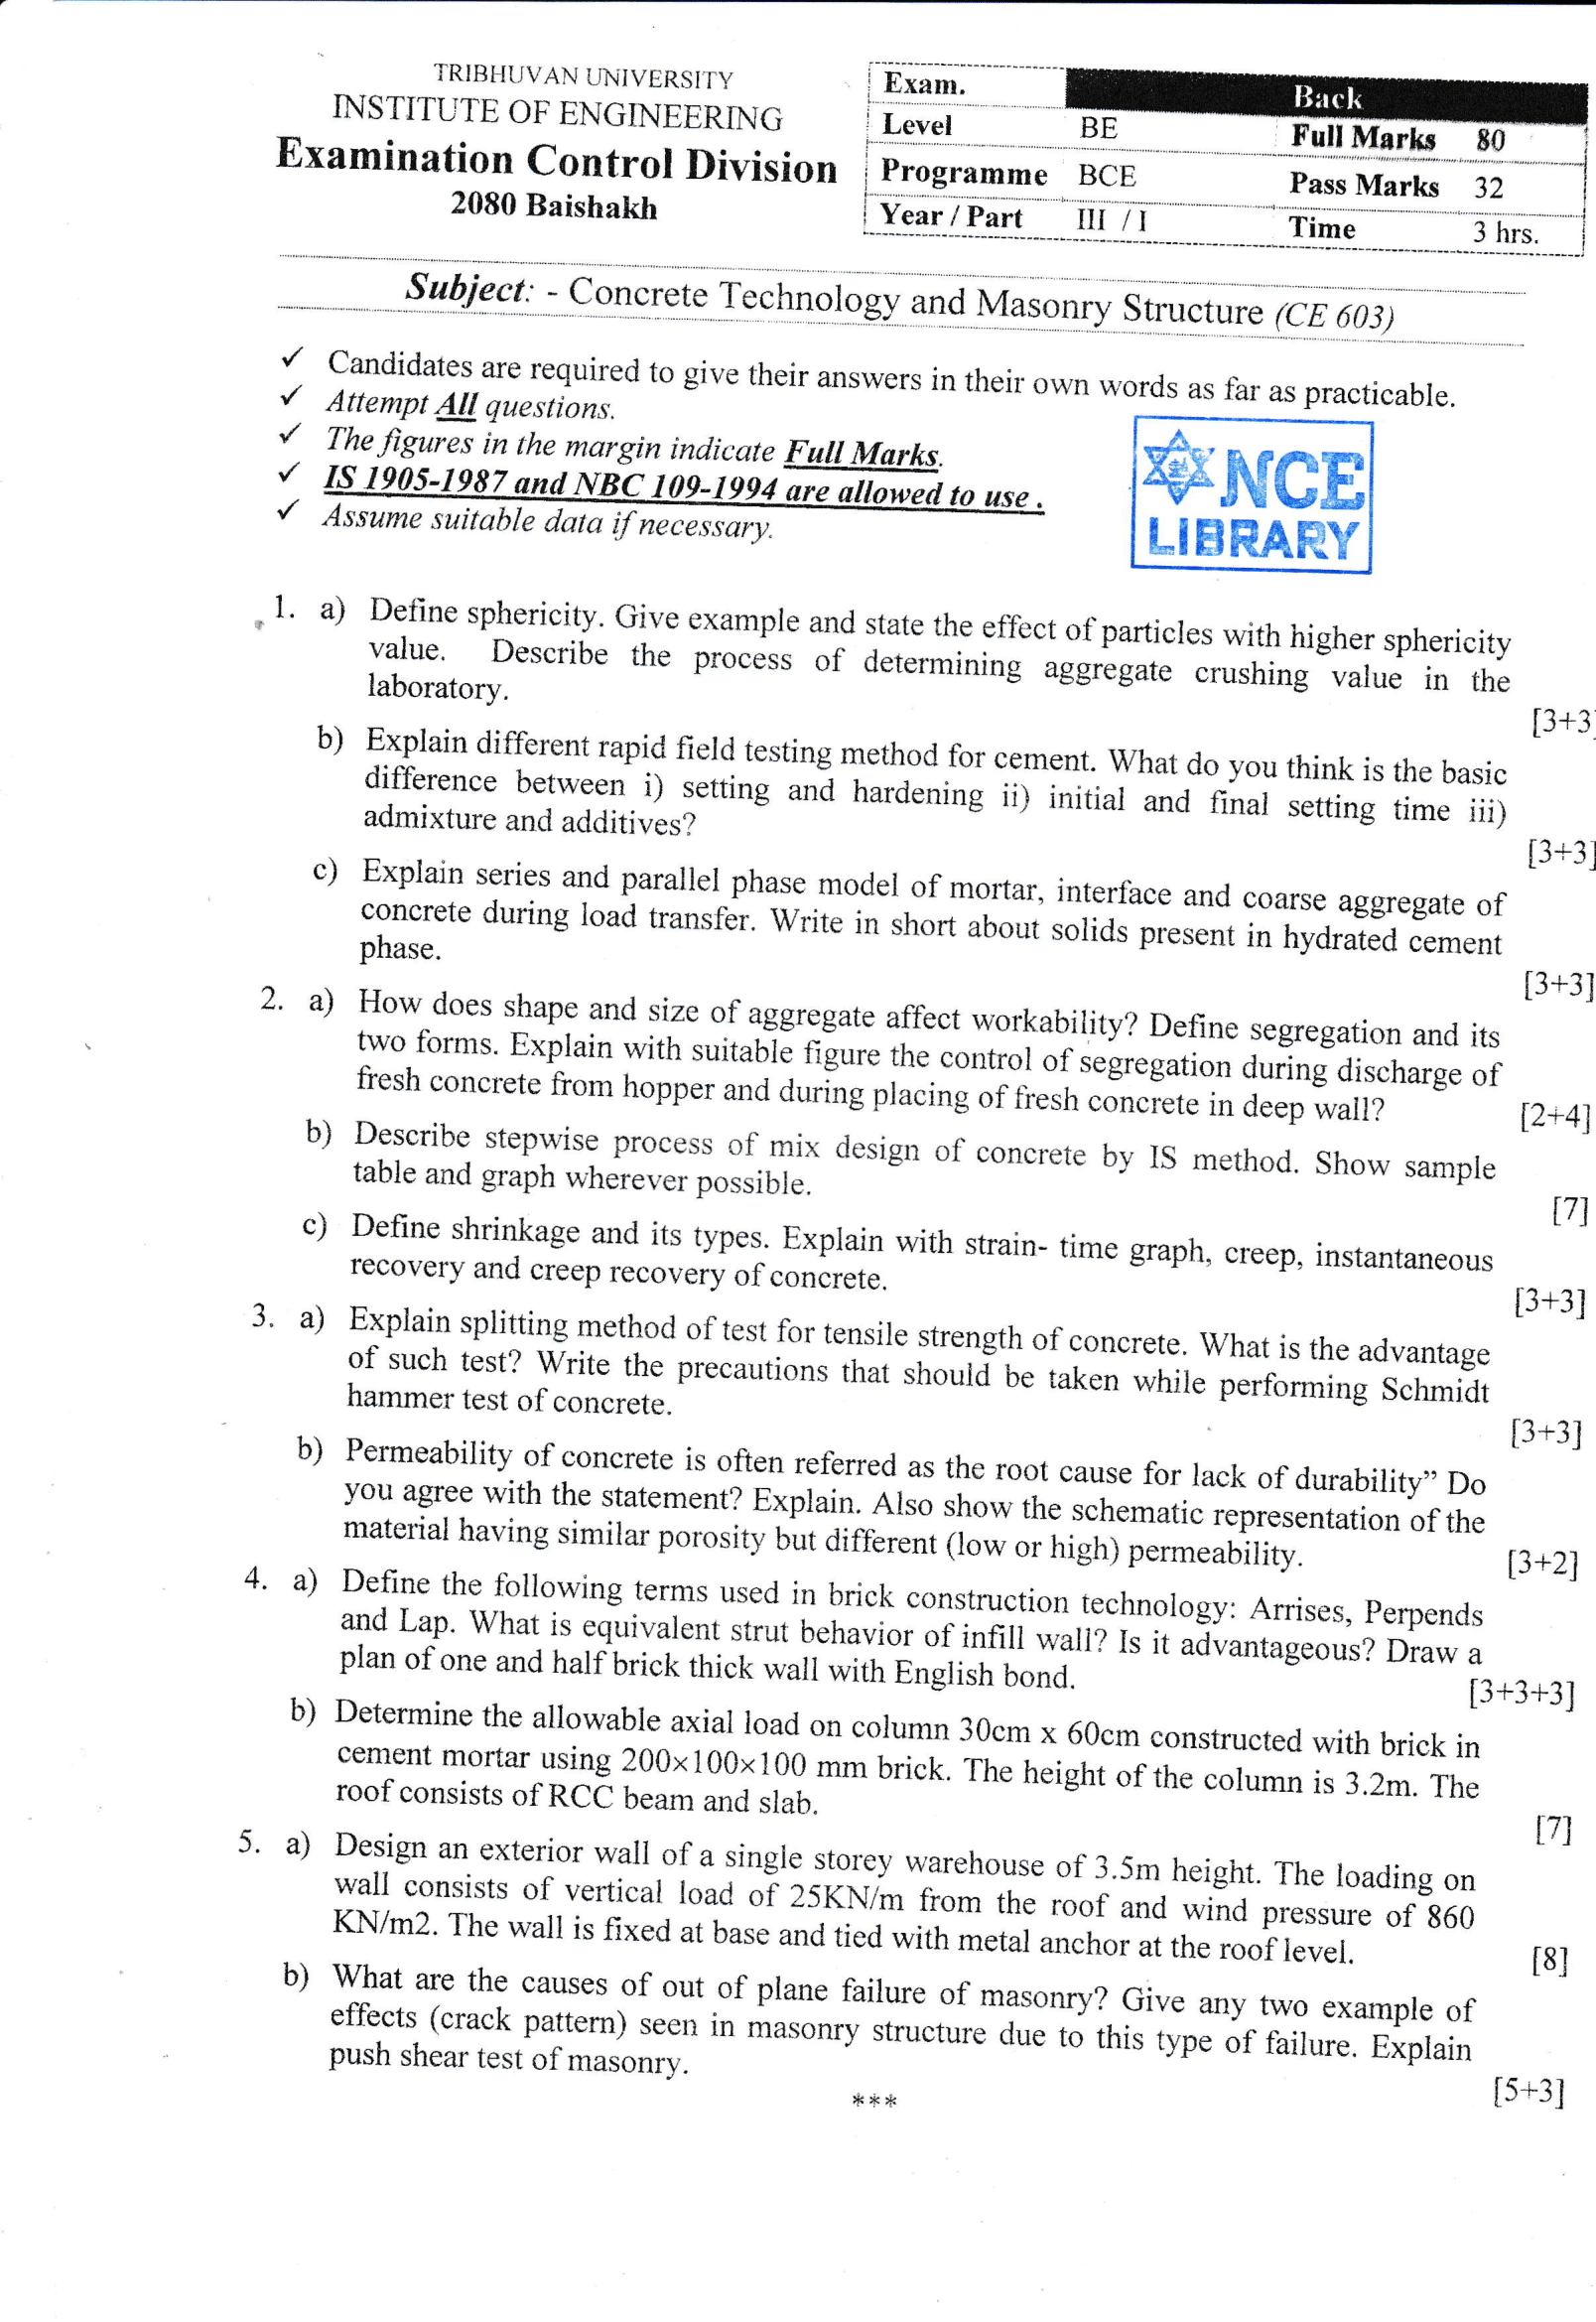 TRIBHUVAN UNIVERSITY
INSTITUTE OF ENGINEERING
Examination Control Division
2080 Baishakh
Exam. Back
Level BE Full Marks 80
Programme BCE Pass Marks 32
Year / Part III / I Time 3 hrs.
Subject: - Concrete Technology and Masonry Structure (CE 603)
✓ Candidates are required to give their answers in their own words as far as practicable.
✓ Attempt All questions.
✓ The figures in the margin indicate Full Marks.
✓ IS 1905-1987 and NBC 109-1994 are allowed to use .
✓ Assume suitable data if necessary.
NCE
LIBRARY
1. a) Define sphericity. Give example and state the effect of particles with higher sphericity
value. Describe the process of determining aggregate crushing value in the
laboratory. [3+3]
b) Explain different rapid field testing method for cement. What do you think is the basic
difference between i) setting and hardening ii) initial and final setting time iii)
admixture and additives? [3+3]
c) Explain series and parallel phase model of mortar, interface and coarse aggregate of
concrete during load transfer. Write in short about solids present in hydrated cement
phase. [3+3]
2. a) How does shape and size of aggregate affect workability? Define segregation and its
two forms. Explain with suitable figure the control of segregation during discharge of
fresh concrete from hopper and during placing of fresh concrete in deep wall? [2+4]
b) Describe stepwise process of mix design of concrete by IS method. Show sample
table and graph wherever possible. [7]
c) Define shrinkage and its types. Explain with strain- time graph, creep, instantaneous
recovery and creep recovery of concrete. [3+3]
3. a) Explain splitting method of test for tensile strength of concrete. What is the advantage
of such test? Write the precautions that should be taken while performing Schmidt
hammer test of concrete. [3+3]
b) Permeability of concrete is often referred as the root cause for lack of durability” Do
you agree with the statement? Explain. Also show the schematic representation of the
material having similar porosity but different (low or high) permeability. [3+2]
4. a) Define the following terms used in brick construction technology: Arrises, Perpends
and Lap. What is equivalent strut behavior of infill wall? Is it advantageous? Draw a
plan of one and half brick thick wall with English bond. [3+3+3]
b) Determine the allowable axial load on column 30cm x 60cm constructed with brick in
cement mortar using 200×100×100 mm brick. The height of the column is 3.2m. The
roof consists of RCC beam and slab. [7]
5. a) Design an exterior wall of a single storey warehouse of 3.5m height. The loading on
wall consists of vertical load of 25KN/m from the roof and wind pressure of 860
KN/m2. The wall is fixed at base and tied with metal anchor at the roof level. [8]
b) What are the causes of out of plane failure of masonry? Give any two example of
effects (crack pattern) seen in masonry structure due to this type of failure. Explain
push shear test of masonry. [5+3]
***